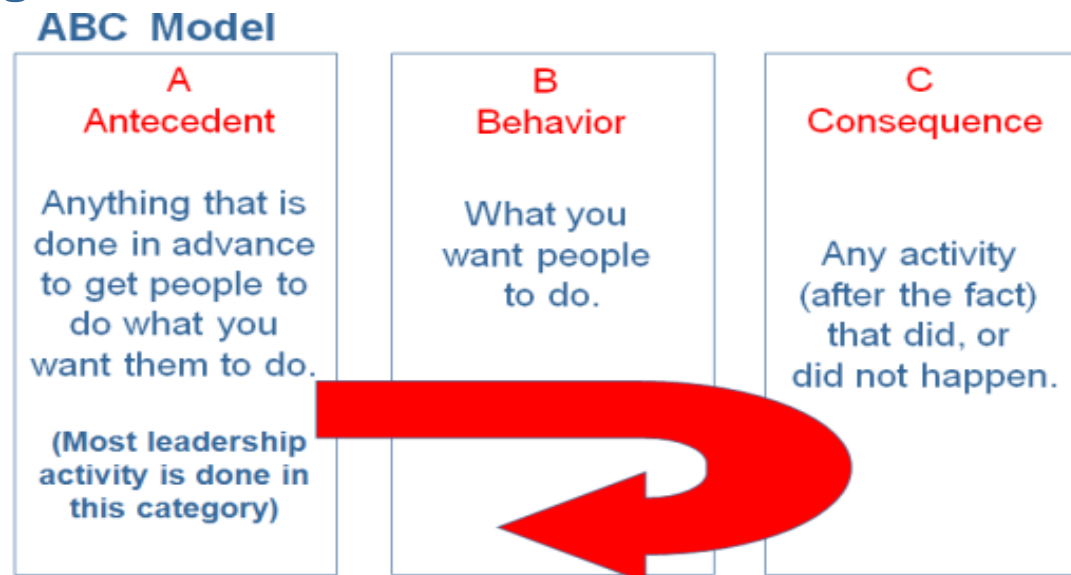 ABC Model
A
Antecedent
Anything that is
done in advance
to get people to
do what you
want them to do.
(Most leadership
activity is done in
this category)
B
Behavior
What you
want people
to do.
C
Consequence
Any activity
(after the fact)
that did, or
did not happen.